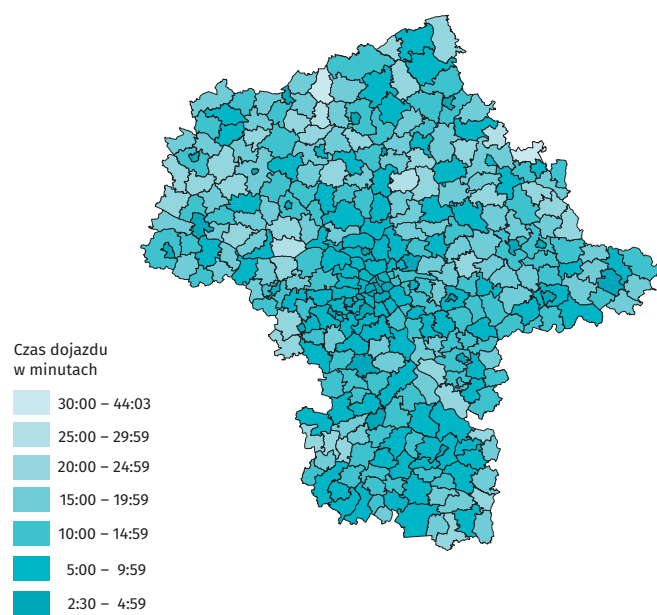 Czas dojazdu
w minutach
30:00 – 44:03
25:00 – 29:59
20:00 – 24:59
15:00 – 19:59
10:00 – 14:59
5:00 – 9:59
2:30 – 4:59